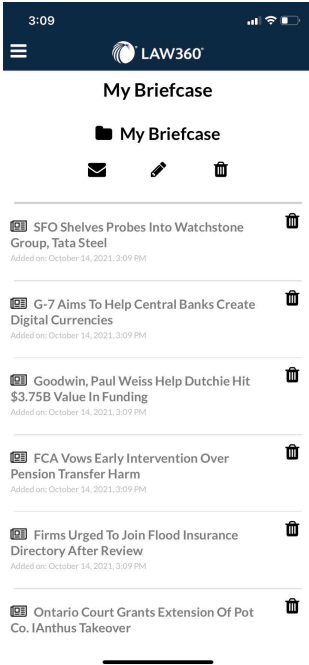 3:09
LAW360
My Briefcase
My Briefcase
SFO Shelves Probes Into Watchstone
Group, Tata Steel
Added on: October 14, 2021, 3:09 PM
G-7 Aims To Help Central Banks Create
Digital Currencies
Added on: October 14, 2021, 3:09 PM
Goodwin, Paul Weiss Help Dutchie Hit
$3.75B Value In Funding
Added on: October 14, 2021, 3:09 PM
FCA Vows Early Intervention Over
Pension Transfer Harm
Added on: October 14, 2021, 3:09 PM
Firms Urged To Join Flood Insurance
Directory After Review
Added on: October 14, 2021, 3:09 PM
Ontario Court Grants Extension Of Pot
Co. IAnthus Takeover